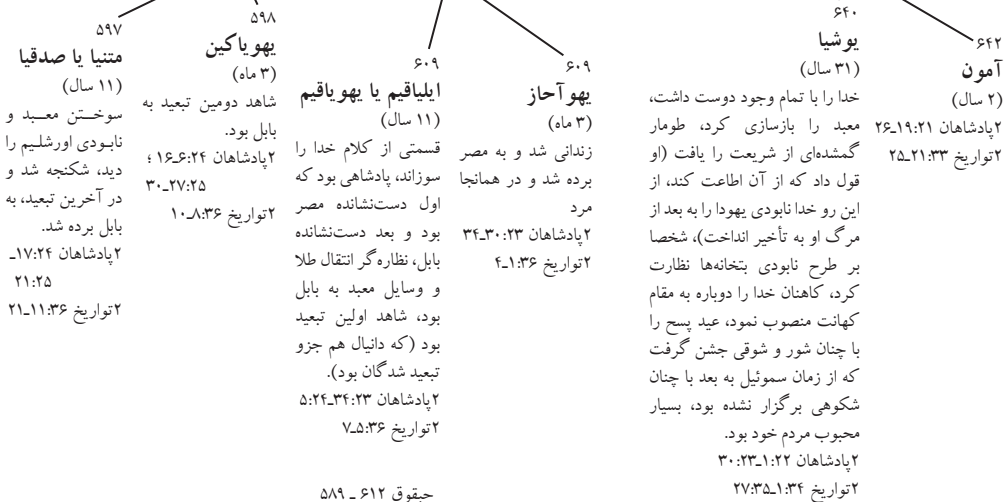 ۶۴۲
آمون
(۲ سال)
۲پادشاهان ۱۹:۲۱ـ۲۶
۲تواریخ ۲۱:۳۳ـ۲۵
۶۴۰
یوشیا
(۳۱ سال)
خدا را با تمام وجود دوست داشت،
معبد را بازسازی کرد، طومار
گمشده‌ای از شریعت را یافت (او
قول داد که از آن اطاعت کند، از
این رو خدا نابودی یهودا را به بعد از
مرگ او به تأخیر انداخت)، شخصا
بر طرح نابودی بتخانه‌ها نظارت
کرد، کاهنان خدا را دوباره به مقام
کهانت منصوب نمود، عید پسح را
با چنان شور و شوقی جشن گرفت
که از زمان سموئیل به بعد با چنان
شکوهی برگزار نشده بود، بسیار
محبوب مردم خود بود.
۲پادشاهان ۱:۲۲ـ۳۰:۲۳
۲تواریخ ۱:۳۴ـ۲۷:۳۵
۶۰۹
یهوآحاز
(۳ ماه)
زندانی شد و به مصر
برده شد و در همانجا
مرد
۲پادشاهان ۳۰:۲۳ـ۳۴
۲تواریخ ۱:۳۶ـ۴
۶۰۹
ایلیاقیم یا یهویاقیم
(۱۱ سال)
قسمتی از کلام خدا را
سوزاند، پادشاهی بود که
اول دست‌نشانده مصر
بود و بعد دست‌نشانده
بابل، نظاره‌گر انتقال طلا
و وسایل معبد به بابل
بود، شاهد اولین تبعید
بود (که دانیال هم جزو
تبعید شدگان بود).
۲پادشاهان ۳۴:۲۳ـ۵:۲۴
۲تواریخ ۵:۳۶ـ۷
حبقوق ۶۱۲ ـ ۵۸۹
۵۹۸
یهویاکین
(۳ ماه)
شاهد دومین تبعید به
بابل بود.
۲پادشاهان ۶:۲۴ـ۱۶ ؛
۲۷:۲۵ـ۳۰
۲تواریخ ۸:۳۶ـ۱۰
۵۹۷
متنیا یا صدقیا
(۱۱ سال)
سوختن معبد و
نابودی اورشلیم را
دید، شکنجه شد و
در آخرین تبعید، به
بابل برده شد.
۲پادشاهان ۱۷:۲۴ـ
۲۱:۲۵
۲تواریخ ۱۱:۳۶ـ۲۱